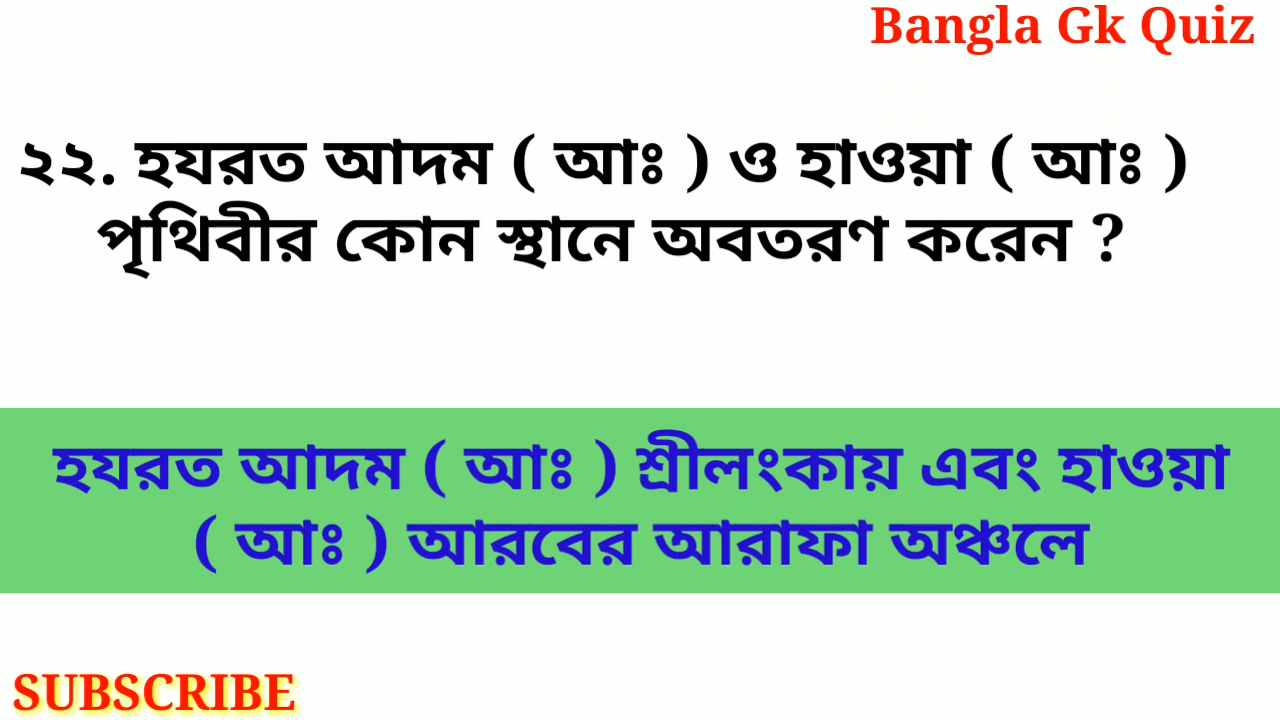 Bangla Gk Quiz
২২. হযরত আদম ( আঃ ) ও হাওয়া ( আঃ )
পৃথিবীর কোন স্থানে অবতরণ করেন ?
হযরত আদম ( আঃ ) শ্রীলংকায় এবং হাওয়া
( আঃ ) আরবের আরাফা অঞ্চলে
SUBSCRIBE